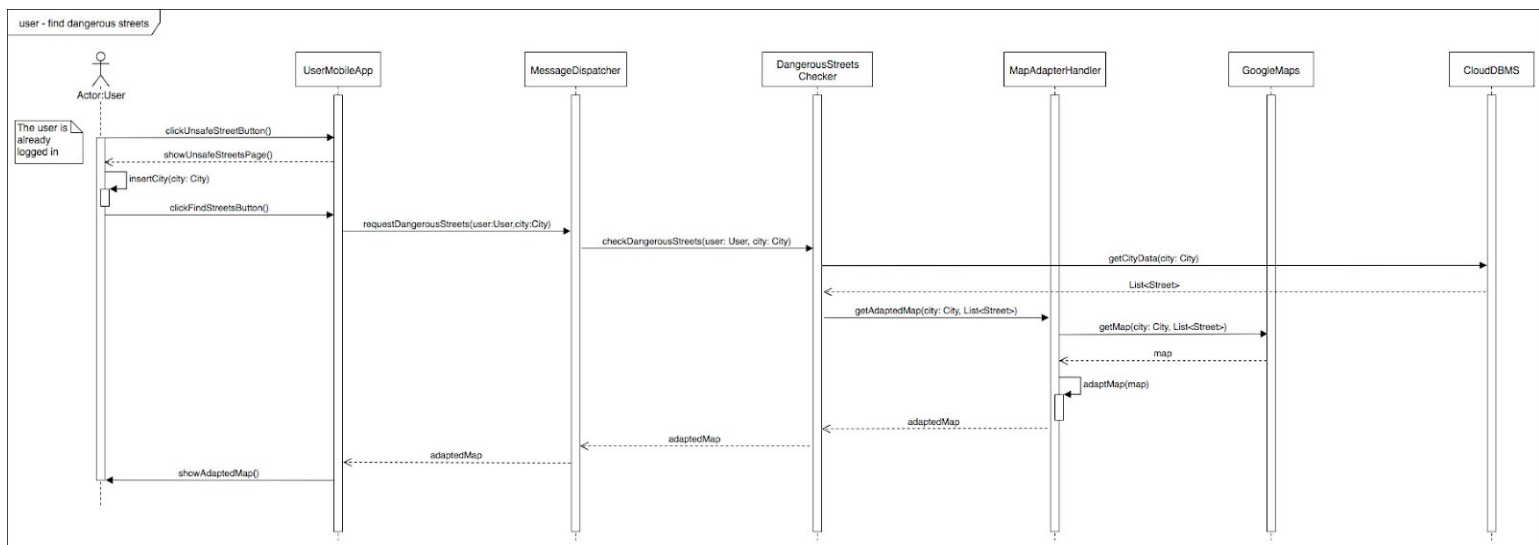 user - find dangerous streets
Actor:User
UserMobileApp
MessageDispatcher
DangerousStreets
Checker
MapAdapterHandler
GoogleMaps
CloudDBMS
The user is
already
logged in
clickUnsafeStreetButton()
showUnsafeStreetsPage()
insertCity(city: City)
clickFindStreetsButton()
requestDangerousStreets(user:User,city:City)
checkDangerousStreets(user: User, city: City)
getCityData(city: City)
List<Street>
getAdaptedMap(city: City, List<Street>)
getMap(city: City, List<Street>)
map
adaptMap(map)
adaptedMap
adaptedMap
adaptedMap
showAdaptedMap()